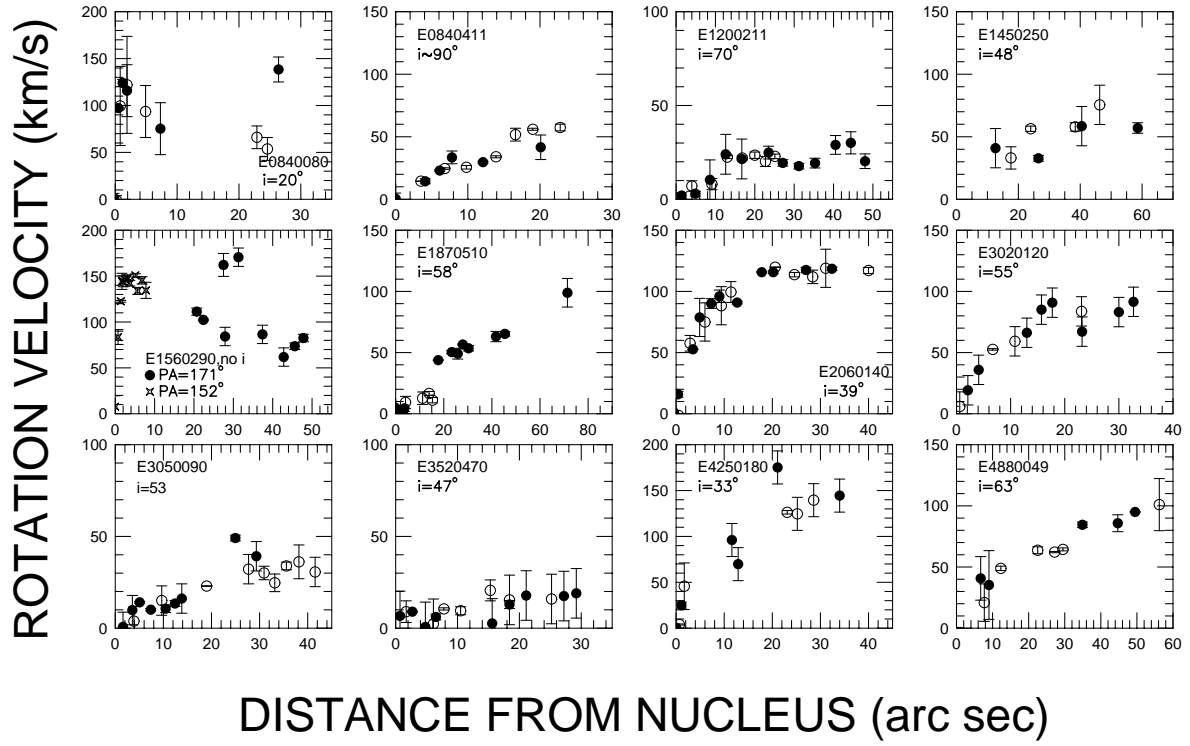 ROTATION VELOCITY (km/s)
200
150
100
50
0
0 10 20 30
E0840080
i=20°
150
100
50
0
0 10 20 30
E0840411
i~90°
100
50
0
0 10 20 30 40 50
E1200211
i=70°
150
100
50
0
0 20 40 60
E1450250
i=48°
200
150
100
50
0
0 10 20 30 40 50
E1560290,no i
PA=171°
PA=152°
150
100
50
0
0 20 40 60 80
E1870510
i=58°
150
100
50
0
0 10 20 30 40
E2060140
i=39°
150
100
50
0
0 10 20 30 40
E3020120
i=55°
100
50
0
0 10 20 30 40
E3050090
i=53
100
50
0
0 10 20 30
E3520470
i=47°
200
150
100
50
0
0 10 20 30 40
E4250180
i=33°
150
100
50
0
0 10 20 30 40 50 60
E4880049
i=63°
DISTANCE FROM NUCLEUS (arc sec)